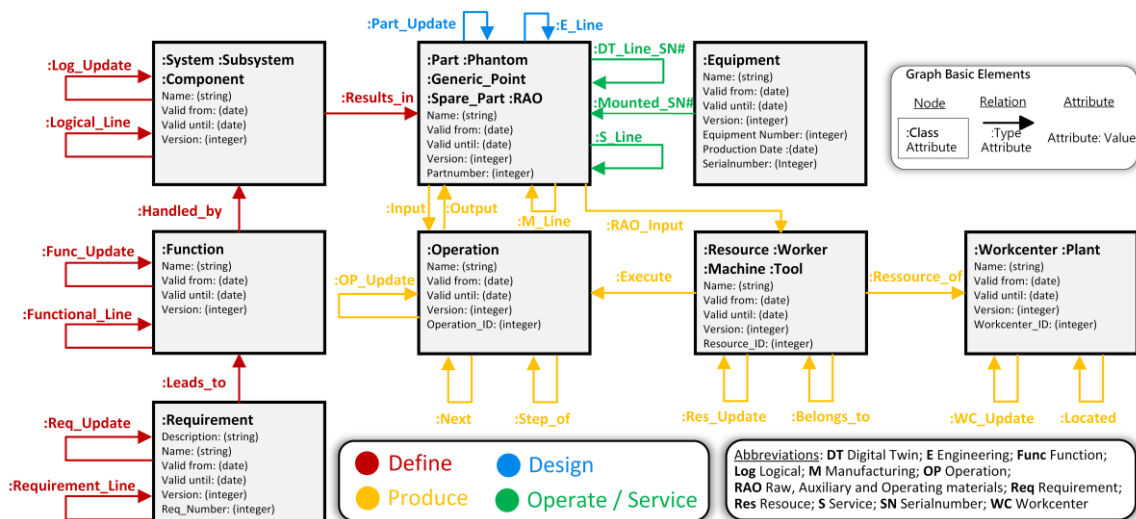 :Part_Update
:E_Line
:Log_Update
:Logical_Line
:System :Subsystem
:Component
Name: (string)
Valid from: (date)
Valid until: (date)
Version: (integer)
:Results_in
:Part :Phantom
:Generic_Point
:Spare_Part :RAO
Name: (string)
Valid from: (date)
Valid until: (date)
Version: (integer)
Partnumber: (integer)
:DT_Line_SN#
:Mounted_SN#
:S_Line
:Equipment
Name: (string)
Valid from: (date)
Valid until: (date)
Version: (integer)
Equipment Number: (integer)
Production Date :(date)
Serialnumber: (Integer)
Graph Basic Elements
Node
Relation
Attribute
:Class
Attribute
:Type
Attribute
Attribute: Value
:Handled_by
:Input
:Output
:M_Line
:RAO_Input
:Func_Update
:Functional_Line
:Function
Name: (string)
Valid from: (date)
Valid until: (date)
Version: (integer)
:OP_Update
:Operation
Name: (string)
Valid from: (date)
Valid until: (date)
Version: (integer)
Operation_ID: (integer)
:Execute
:Resource :Worker
:Machine :Tool
Name: (string)
Valid from: (date)
Valid until: (date)
Version: (integer)
Resource_ID: (integer)
:Ressource_of
:Workcenter :Plant
Name: (string)
Valid from: (date)
Valid until: (date)
Version: (integer)
Workcenter_ID: (integer)
:Leads_to
:Next
:Step_of
:Res_Update
:Belongs_to
:WC_Update
:Located
:Req_Update
:Requirement_Line
:Requirement
Description: (string)
Name: (string)
Valid from: (date)
Valid until: (date)
Version: (integer)
Req_Number: (integer)
Define
Design
Produce
Operate / Service
Abbreviations: DT Digital Twin; E Engineering; Func Function;
Log Logical; M Manufacturing; OP Operation;
RAO Raw, Auxiliary and Operating materials; Req Requirement;
Res Resouce; S Service; SN Serialnumber; WC Workcenter